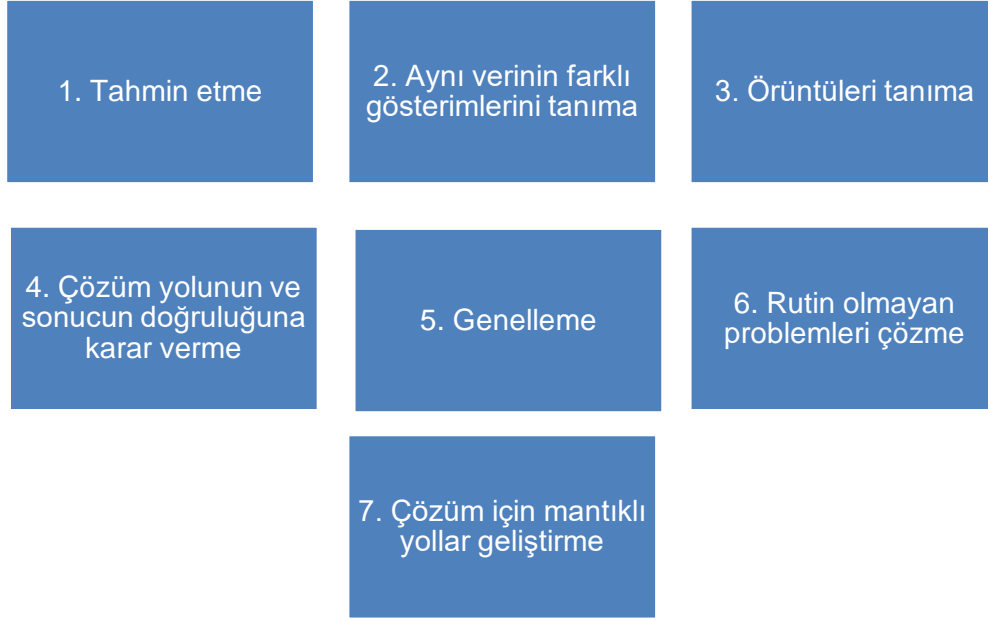 1. Tahmin etme
2. Aynı verinin farklı
gösterimlerini tanıma
3. Örüntüleri tanıma
4. Çözüm yolunun ve
sonucun doğruluğuna
karar verme
5. Genelleme
6. Rutin olmayan
problemleri çözme
7. Çözüm için mantıklı
yollar geliştirme